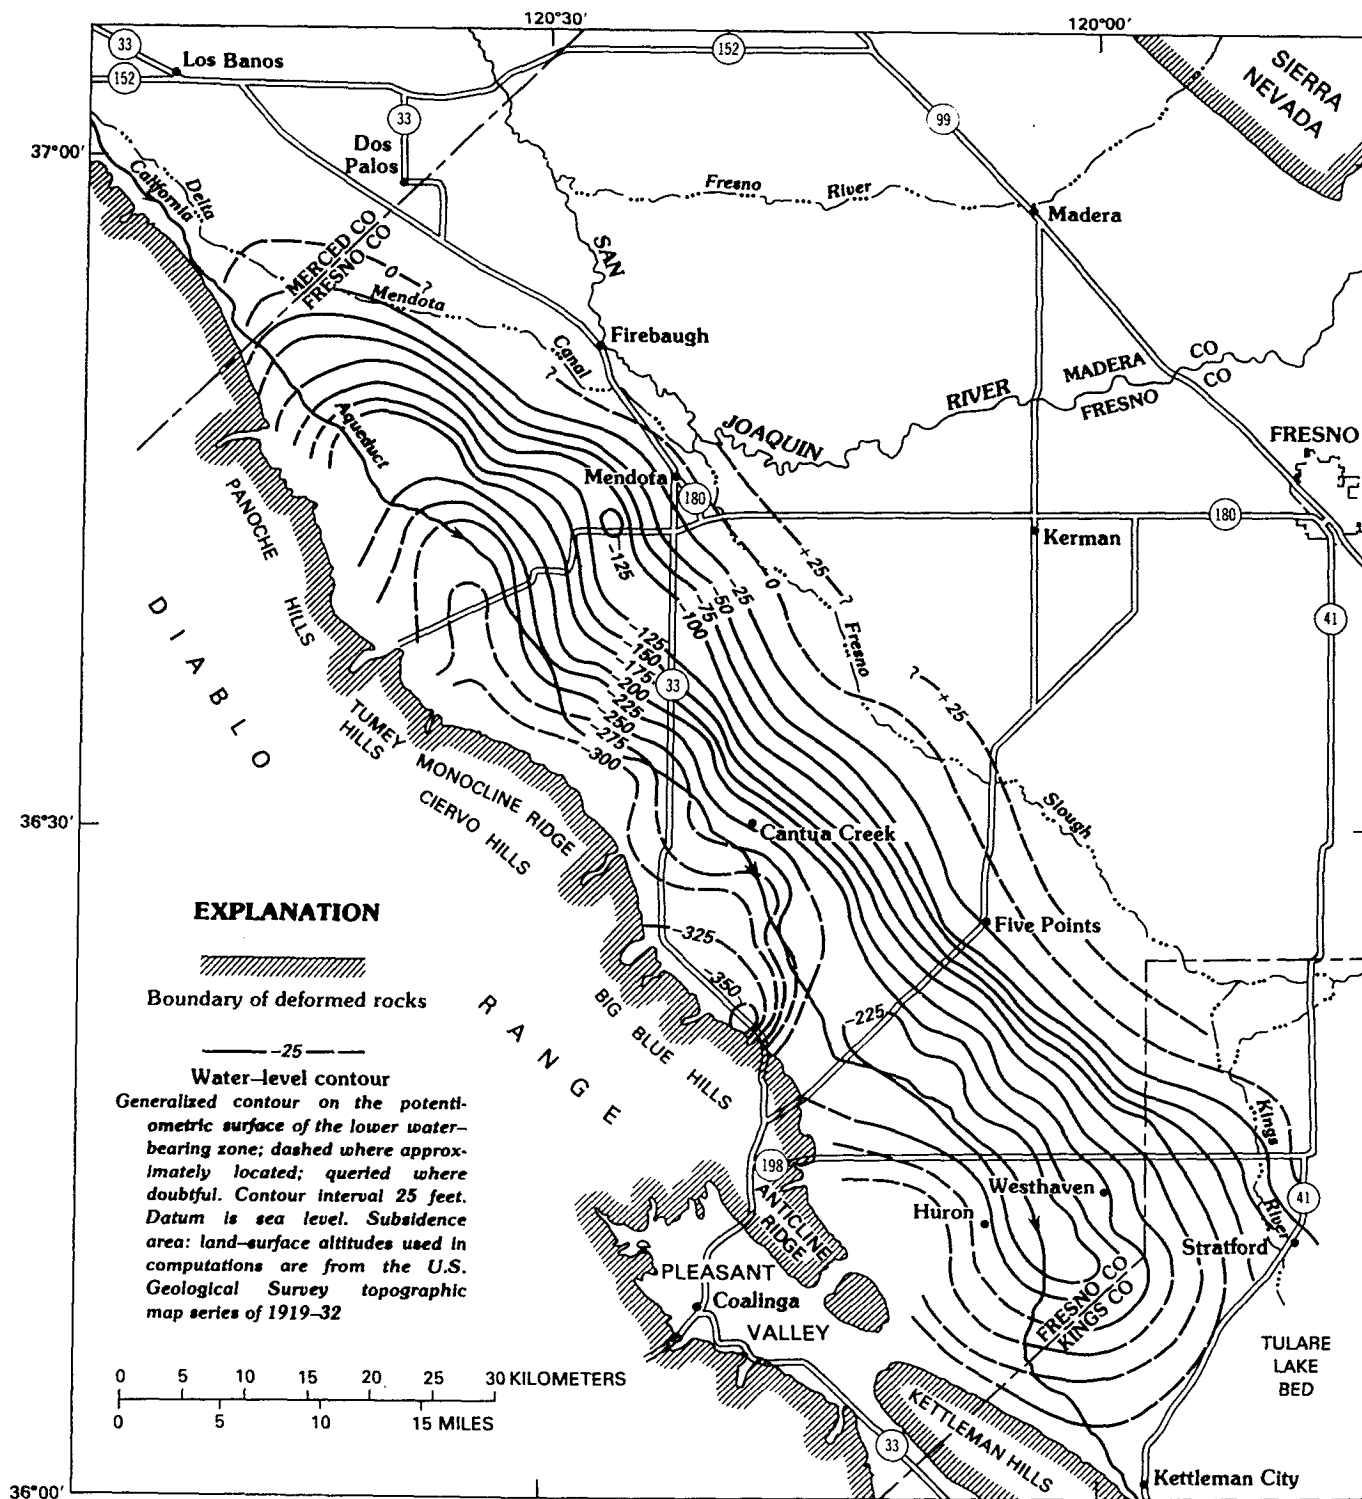 120°30'
120°00'
33
Los Banos
152
152
33
99
SIERRA
NEVADA
Dos
Palos
37°00'
Delta
California
Fresno River
Madera
MERCED CO
FRESNO CO
0
?
SAN
Mendota
Firebaugh
Canal
?
MADERA CO
FRESNO CO
RIVER
JOAQUIN
Aqueduct
FRESNO
Mendota
180
180
Kerman
PANOCHE
HILLS
-125
+25
?
0
-25
-50
-75
-100
Fresno
41
-125
-150
-175
-200
-225
-250
-275
-300
33
?
+25
DIABLO
TUMEY
HILLS
MONOCLINE RIDGE
CIERVO HILLS
Slough
36°30'
Cantua Creek
EXPLANATION
Five Points
-325
Boundary of deformed rocks
-350
RANGE
BIG BLUE HILLS
-225
-25
Water-level contour
Generalized contour on the potenti-
ometric surface of the lower water-
bearing zone; dashed where approx-
imately located; queried where
doubtful. Contour interval 25 feet.
Datum is sea level. Subsidence
area: land-surface altitudes used in
computations are from the U.S.
Geological Survey topographic
map series of 1919-32
Kings
River
198
ANTICLINE
RIDGE
Westhaven
41
Huron
Stratford
PLEASANT
VALLEY
Coalinga
FRESNO CO
KINGS CO
TULARE
LAKE
BED
0 5 10 15 20 25 30 KILOMETERS
0 5 10 15 MILES
KETTLEMAN HILLS
33
Kettleman City
36°00'